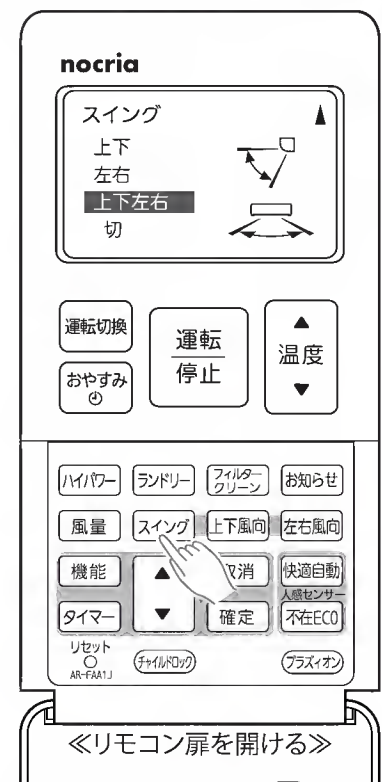 nocria
スイング
上下
左右
上下左右
切
運転切換
おやすみ
運転
停止
温度
ハイパワー ランドリー フィルター クリーン お知らせ
風量 スイング 上下風向 左右風向
機能 取消 快適自動
人感センサー
タイマー 確定 不在ECO
リセット
AR-FAA1J
チャイルドロック プラズィオン
≪リモコン扉を開ける≫